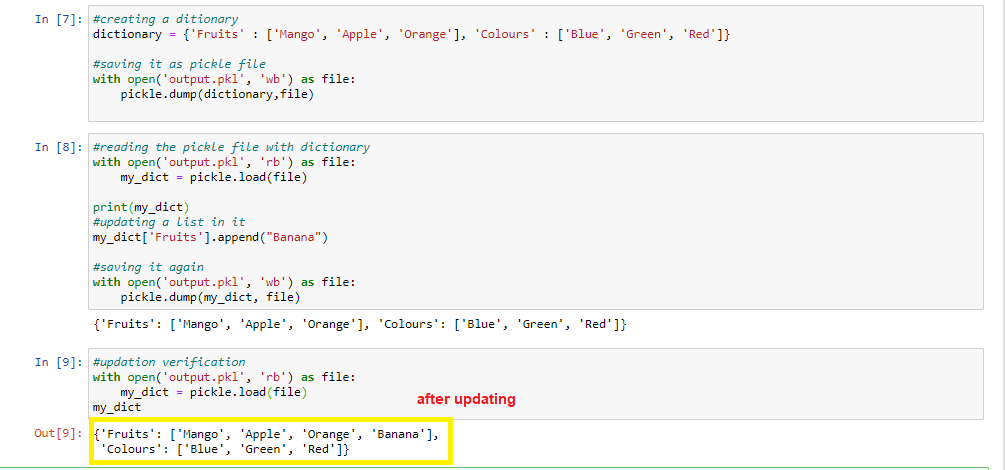 In [7]: #creating a ditionary
dictionary = {'Fruits' : ['Mango', 'Apple', 'Orange'], 'Colours' : ['Blue', 'Green', 'Red']}
#saving it as pickle file
with open('output.pkl', 'wb') as file:
    pickle.dump(dictionary,file)
In [8]: #reading the pickle file with dictionary
with open('output.pkl', 'rb') as file:
    my_dict = pickle.load(file)
print(my_dict)
#updating a list in it
my_dict['Fruits'].append("Banana")
#saving it again
with open('output.pkl', 'wb') as file:
    pickle.dump(my_dict, file)
{'Fruits': ['Mango', 'Apple', 'Orange'], 'Colours': ['Blue', 'Green', 'Red']}
In [9]: #updation verification
with open('output.pkl', 'rb') as file:
    my_dict = pickle.load(file)
after updating
my_dict
Out[9]: {'Fruits': ['Mango', 'Apple', 'Orange', 'Banana'],
 'Colours': ['Blue', 'Green', 'Red']}